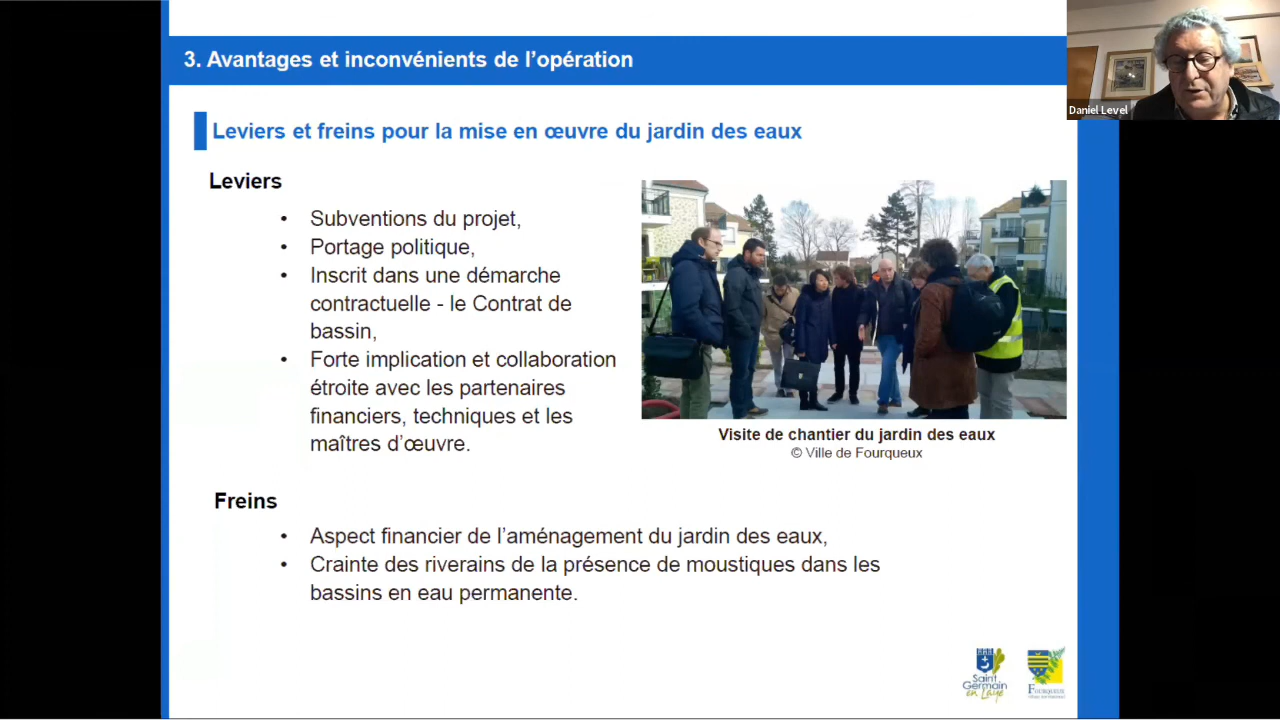 3. Avantages et inconvénients de l’opération
Daniel Level
Leviers et freins pour la mise en œuvre du jardin des eaux
Leviers
• Subventions du projet,
• Portage politique,
• Inscrit dans une démarche
contractuelle - le Contrat de
bassin,
• Forte implication et collaboration
étroite avec les partenaires
financiers, techniques et les
maîtres d’œuvre.
Visite de chantier du jardin des eaux
© Ville de Fourqueux
Freins
• Aspect financier de l’aménagement du jardin des eaux,
• Crainte des riverains de la présence de moustiques dans les
bassins en eau permanente.
Saint
Germain
en Laye
Fourqueux